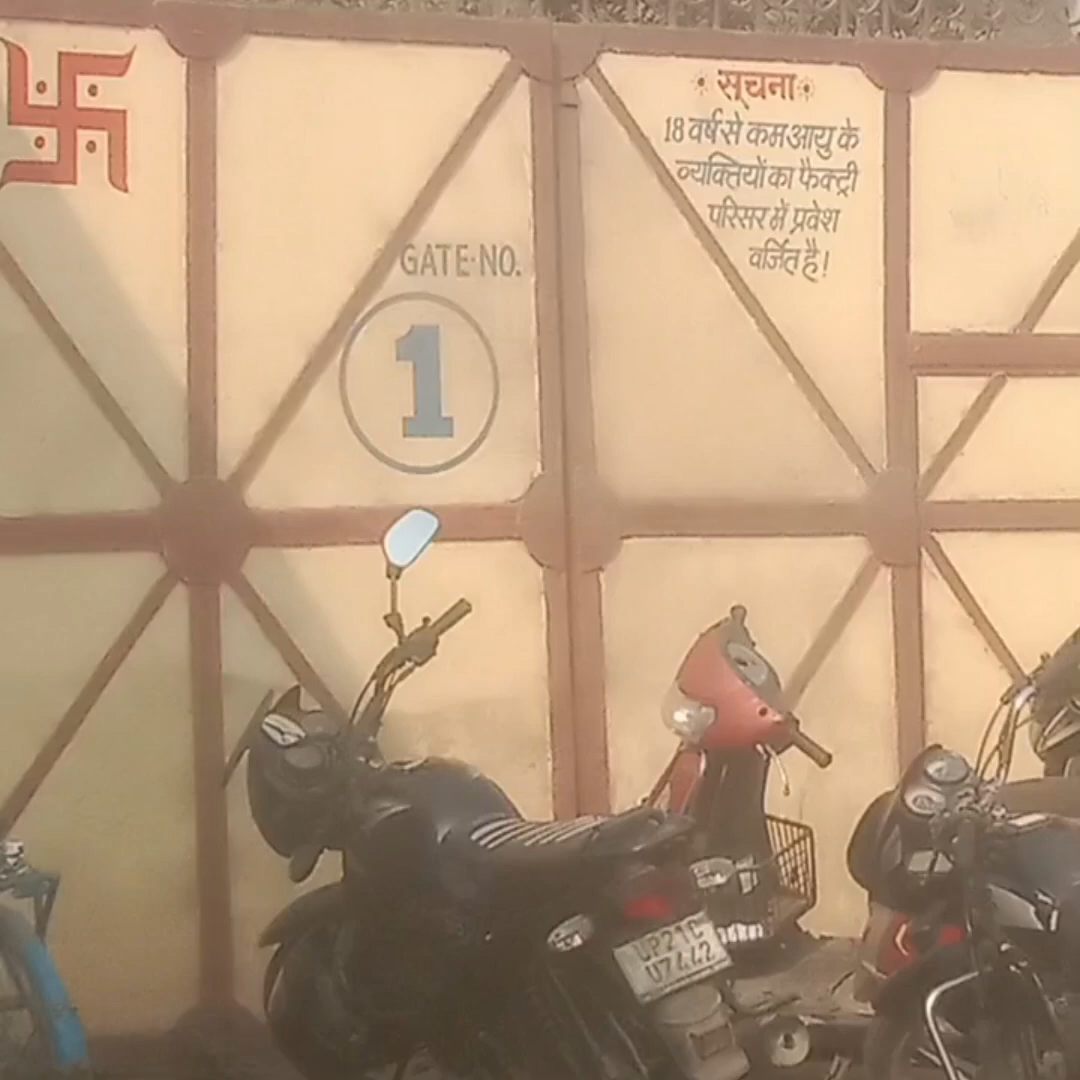 सूचना
18 वर्ष से कम आयु के
व्यक्तियों का फैक्ट्री
परिसर में प्रवेश
वर्जित है!
GATE-NO.
1
UP21C
U7442